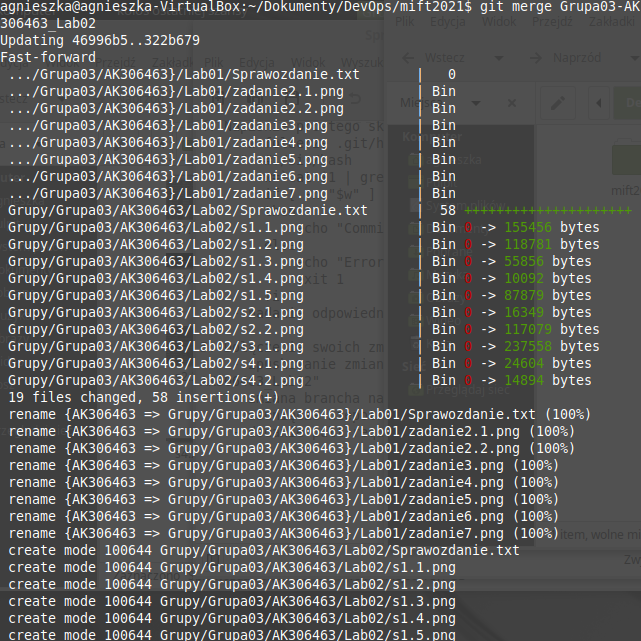 agnieszka@agnieszka-VirtualBox:~/Dokumenty/DevOps/mift2021$ git merge Grupa03-AK
306463_Lab02
Updating 46996b5..322b679
Fast-forward
.../Grupa03/AK306463}/Lab01/Sprawozdanie.txt | 0
.../Grupa03/AK306463}/Lab01/zadanie2.1.png | Bin
.../Grupa03/AK306463}/Lab01/zadanie2.2.png | Bin
.../Grupa03/AK306463}/Lab01/zadanie3.png | Bin
.../Grupa03/AK306463}/Lab01/zadanie4.png | Bin
.../Grupa03/AK306463}/Lab01/zadanie5.png | Bin
.../Grupa03/AK306463}/Lab01/zadanie6.png | Bin
.../Grupa03/AK306463}/Lab01/zadanie7.png | Bin
Grupy/Grupa03/AK306463/Lab02/Sprawozdanie.txt | 58 +++++++++++++++++++++
Grupy/Grupa03/AK306463/Lab02/s1.1.png | Bin 0 -> 155456 bytes
Grupy/Grupa03/AK306463/Lab02/s1.2.png | Bin 0 -> 118781 bytes
Grupy/Grupa03/AK306463/Lab02/s1.3.png | Bin 0 -> 55856 bytes
Grupy/Grupa03/AK306463/Lab02/s1.4.png | Bin 0 -> 10092 bytes
Grupy/Grupa03/AK306463/Lab02/s1.5.png | Bin 0 -> 87879 bytes
Grupy/Grupa03/AK306463/Lab02/s2.1.png | Bin 0 -> 16349 bytes
Grupy/Grupa03/AK306463/Lab02/s2.2.png | Bin 0 -> 117079 bytes
Grupy/Grupa03/AK306463/Lab02/s3.1.png | Bin 0 -> 237558 bytes
Grupy/Grupa03/AK306463/Lab02/s4.1.png | Bin 0 -> 24604 bytes
Grupy/Grupa03/AK306463/Lab02/s4.2.png | Bin 0 -> 14894 bytes
19 files changed, 58 insertions(+)
rename {AK306463 => Grupy/Grupa03/AK306463}/Lab01/Sprawozdanie.txt (100%)
rename {AK306463 => Grupy/Grupa03/AK306463}/Lab01/zadanie2.1.png (100%)
rename {AK306463 => Grupy/Grupa03/AK306463}/Lab01/zadanie2.2.png (100%)
rename {AK306463 => Grupy/Grupa03/AK306463}/Lab01/zadanie3.png (100%)
rename {AK306463 => Grupy/Grupa03/AK306463}/Lab01/zadanie4.png (100%)
rename {AK306463 => Grupy/Grupa03/AK306463}/Lab01/zadanie5.png (100%)
rename {AK306463 => Grupy/Grupa03/AK306463}/Lab01/zadanie6.png (100%)
rename {AK306463 => Grupy/Grupa03/AK306463}/Lab01/zadanie7.png (100%)
create mode 100644 Grupy/Grupa03/AK306463/Lab02/Sprawozdanie.txt
create mode 100644 Grupy/Grupa03/AK306463/Lab02/s1.1.png
create mode 100644 Grupy/Grupa03/AK306463/Lab02/s1.2.png
create mode 100644 Grupy/Grupa03/AK306463/Lab02/s1.3.png
create mode 100644 Grupy/Grupa03/AK306463/Lab02/s1.4.png
create mode 100644 Grupy/Grupa03/AK306463/Lab02/s1.5.png